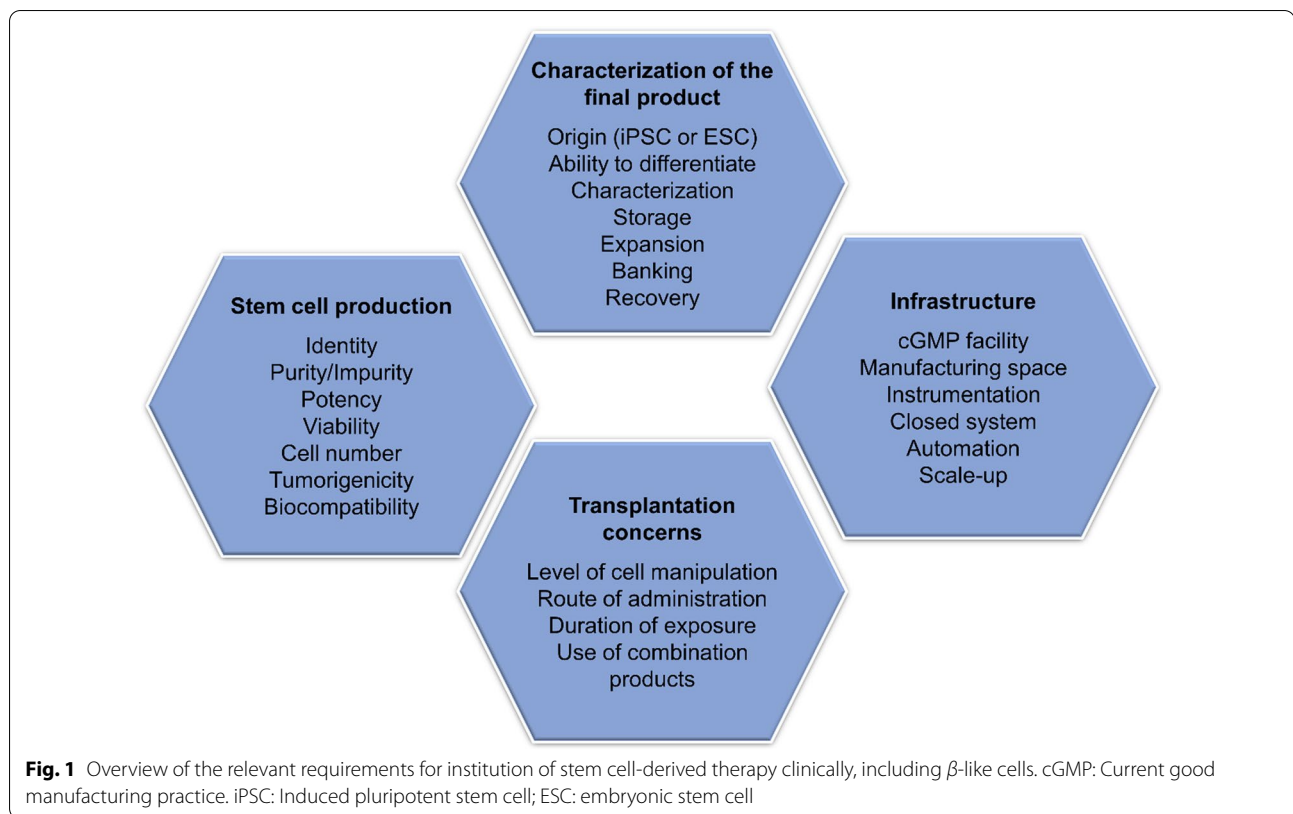 Characterization of the
final product
Origin (iPSC or ESC)
Ability to differentiate
Characterization
Storage
Expansion
Banking
Recovery
Stem cell production
Identity
Purity/Impurity
Potency
Viability
Cell number
Tumorigenicity
Biocompatibility
Infrastructure
cGMP facility
Manufacturing space
Instrumentation
Closed system
Automation
Scale-up
Transplantation
concerns
Level of cell manipulation
Route of administration
Duration of exposure
Use of combination
products
Fig. 1 Overview of the relevant requirements for institution of stem cell-derived therapy clinically, including β-like cells. cGMP: Current good
manufacturing practice. iPSC: Induced pluripotent stem cell; ESC: embryonic stem cell